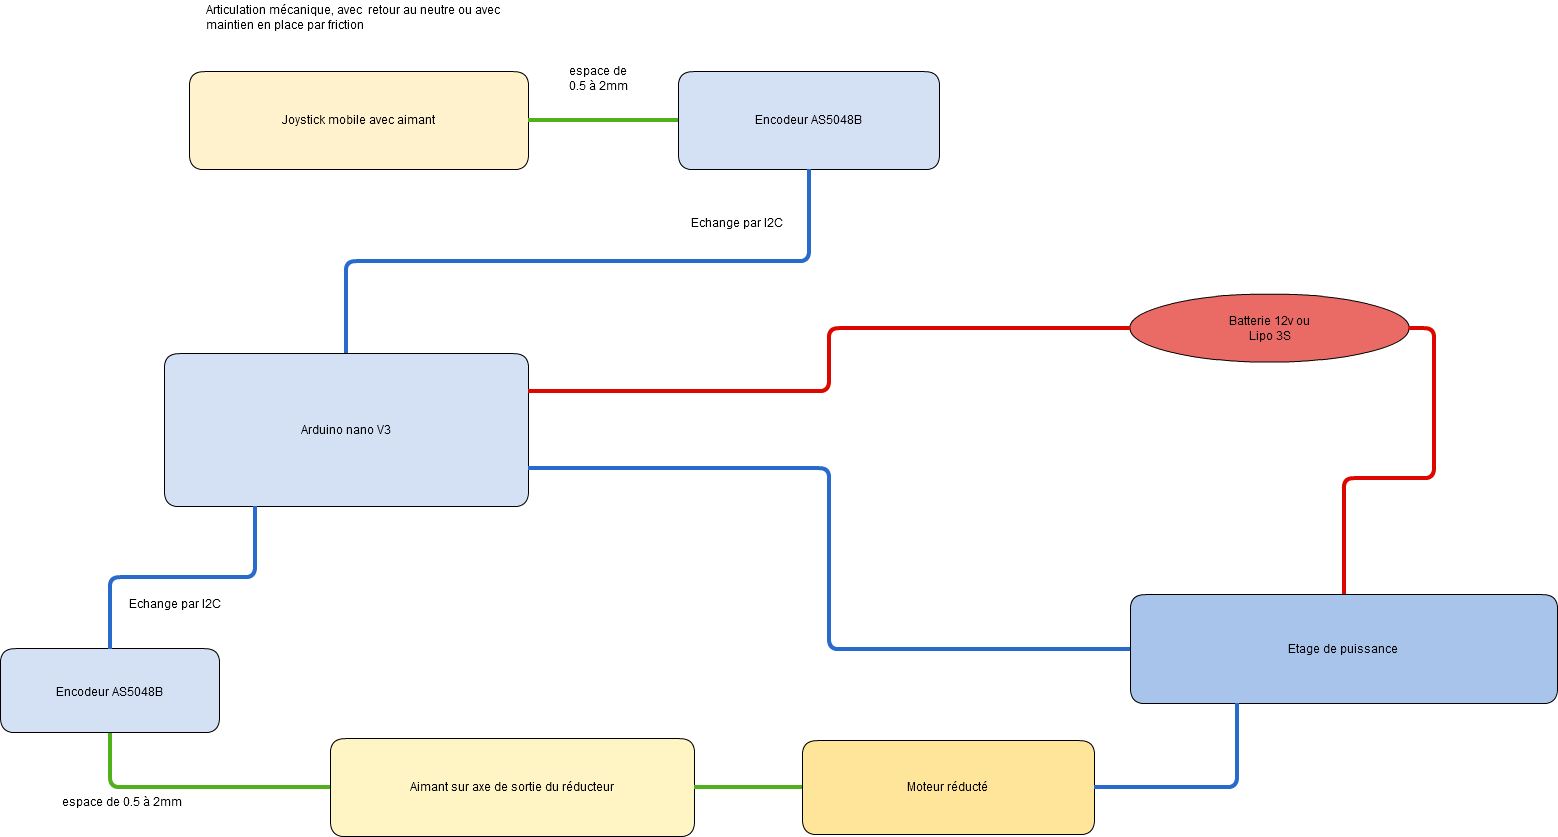 Articulation mécanique, avec retour au neutre ou avec
maintien en place par friction
espace de
0.5 à 2mm
Joystick mobile avec aimant
Encodeur AS5048B
Echange par I2C
Batterie 12v ou
Lipo 3S
Arduino nano V3
Echange par I2C
Etage de puissance
Encodeur AS5048B
Aimant sur axe de sortie du réducteur
Moteur réducté
espace de 0.5 à 2mm